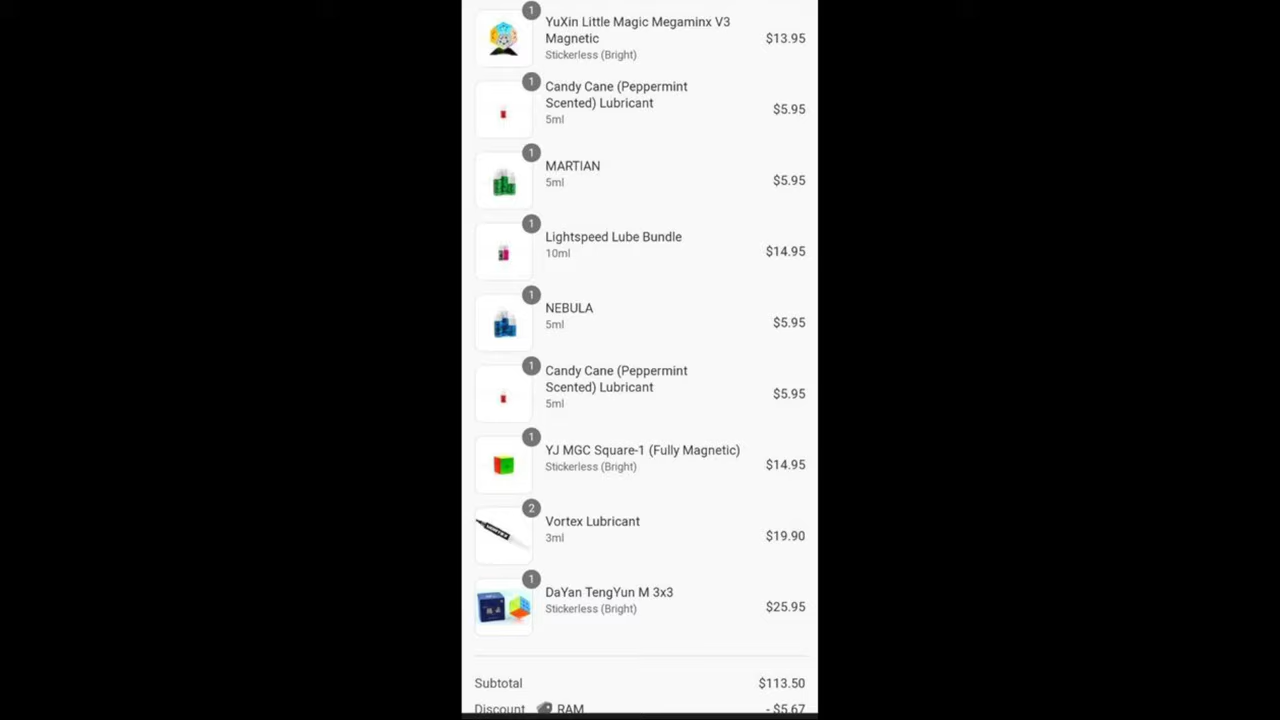 1
YuXin Little Magic Megaminx V3
Magnetic
Stickerless (Bright)
$13.95
1
Candy Cane (Peppermint
Scented) Lubricant
5ml
$5.95
1
MARTIAN
5ml
$5.95
1
Lightspeed Lube Bundle
10ml
$14.95
1
NEBULA
5ml
$5.95
1
Candy Cane (Peppermint
Scented) Lubricant
5ml
$5.95
1
YJ MGC Square-1 (Fully Magnetic)
Stickerless (Bright)
$14.95
2
Vortex Lubricant
3ml
$19.90
1
DaYan TengYun M 3x3
Stickerless (Bright)
$25.95
Subtotal $113.50
Discount RAM - $5.67